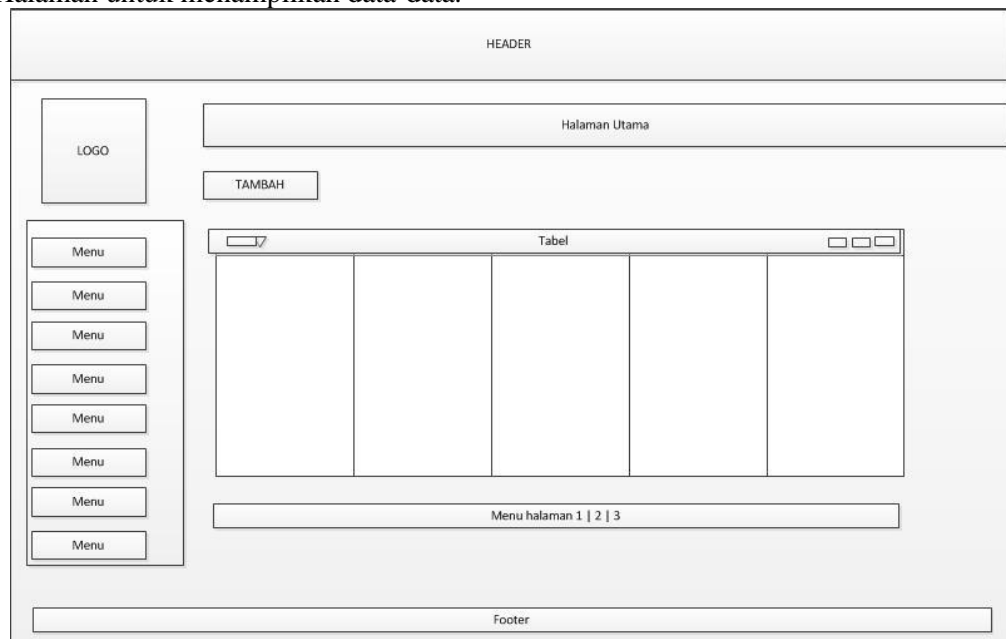 Halaman untuk menampilkan data-data.
HEADER
LOGO
Halaman Utama
TAMBAH
Tabel
Menu
Menu
Menu
Menu
Menu
Menu
Menu
Menu
Menu halaman 1 | 2 | 3
Footer